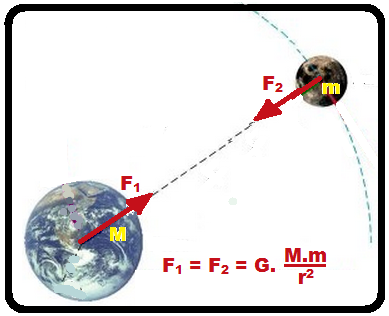 F₂
m
F₁
M
F₁ = F₂ = G. M.m / r²